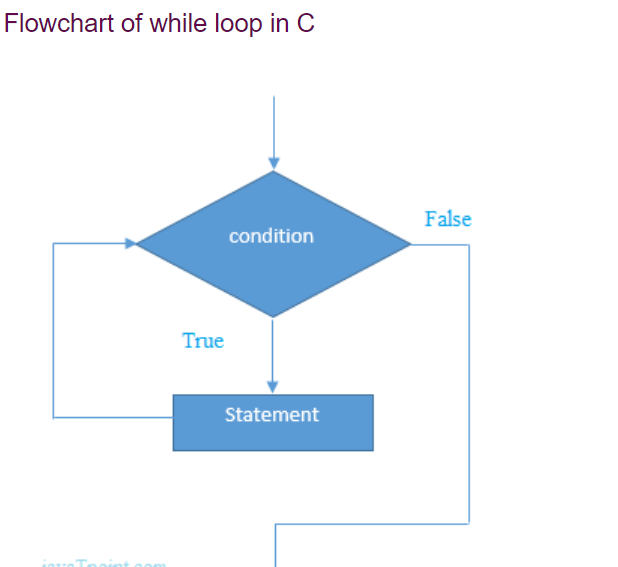 Flowchart of while loop in C
condition
False
True
Statement